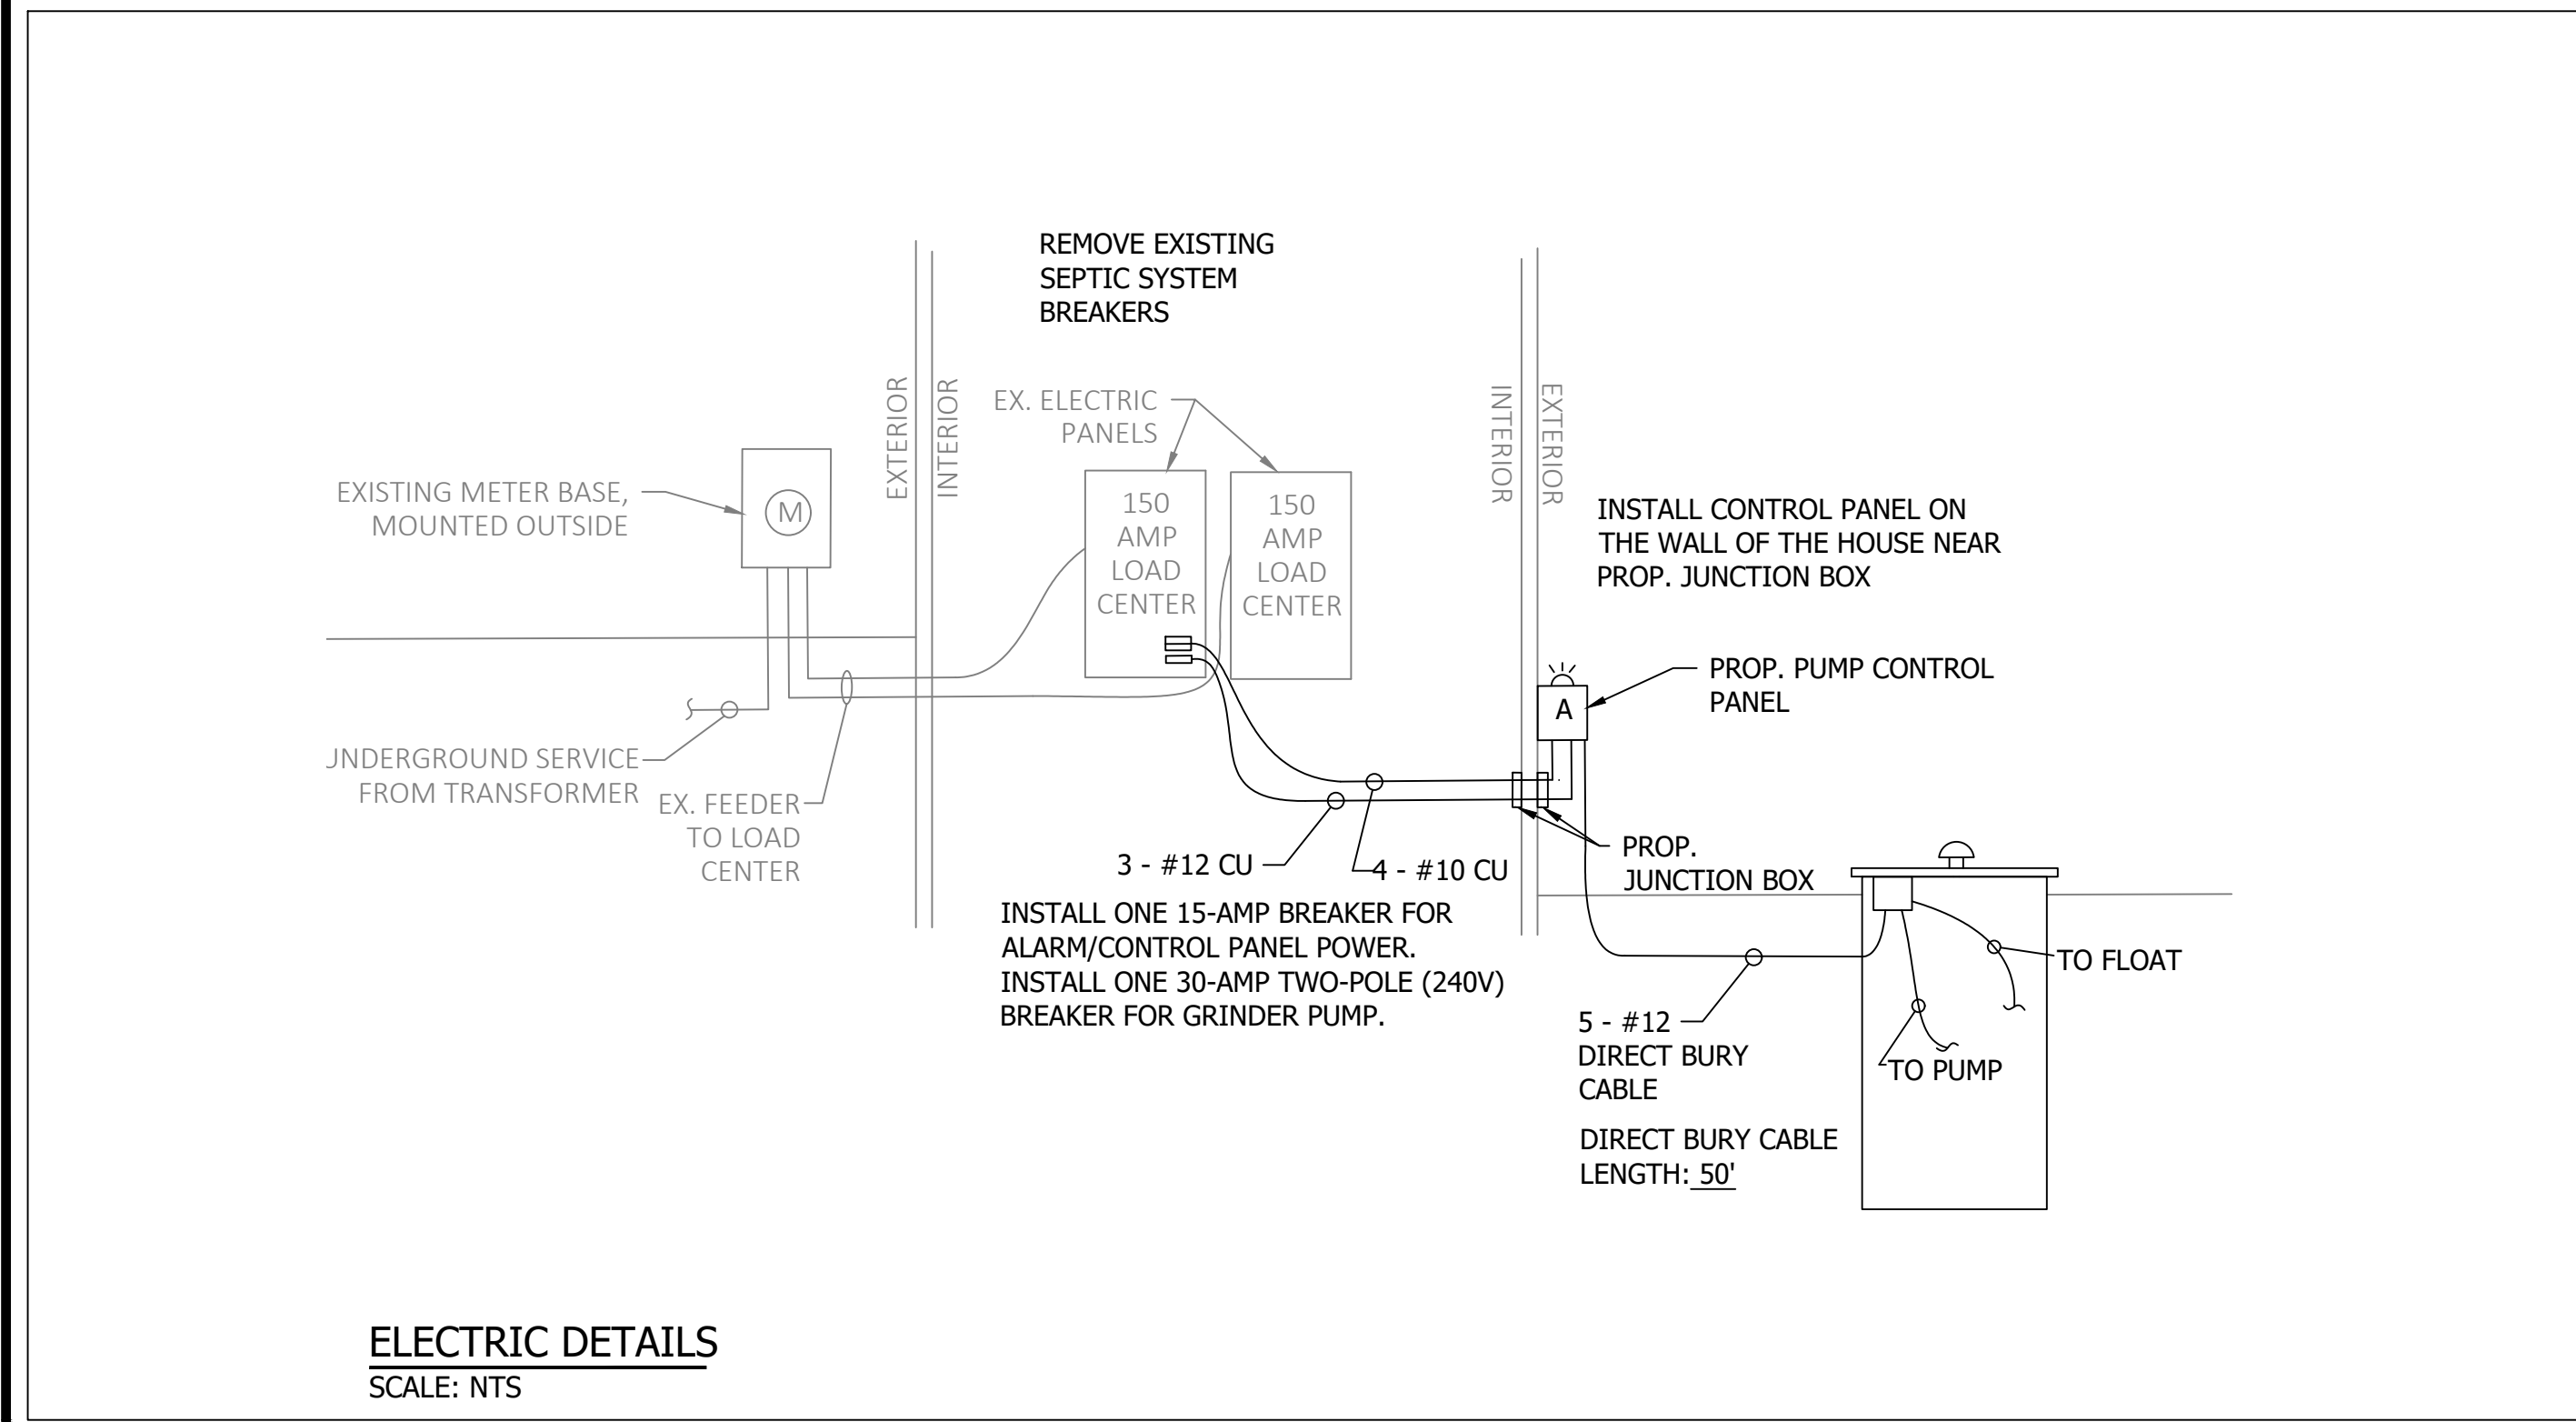 REMOVE EXISTING
SEPTIC SYSTEM
BREAKERS
EXTERIOR
INTERIOR
EX. ELECTRIC
PANELS
INTERIOR
EXTERIOR
EXISTING METER BASE,
MOUNTED OUTSIDE
M
150
AMP
LOAD
CENTER
150
AMP
LOAD
CENTER
INSTALL CONTROL PANEL ON
THE WALL OF THE HOUSE NEAR
PROP. JUNCTION BOX
PROP. PUMP CONTROL
PANEL
A
UNDERGROUND SERVICE
FROM TRANSFORMER
EX. FEEDER
TO LOAD
CENTER
3 - #12 CU
4 - #10 CU
PROP.
JUNCTION BOX
INSTALL ONE 15-AMP BREAKER FOR
ALARM/CONTROL PANEL POWER.
INSTALL ONE 30-AMP TWO-POLE (240V)
BREAKER FOR GRINDER PUMP.
TO FLOAT
5 - #12
DIRECT BURY
CABLE
TO PUMP
DIRECT BURY CABLE
LENGTH: 50'
ELECTRIC DETAILS
SCALE: NTS